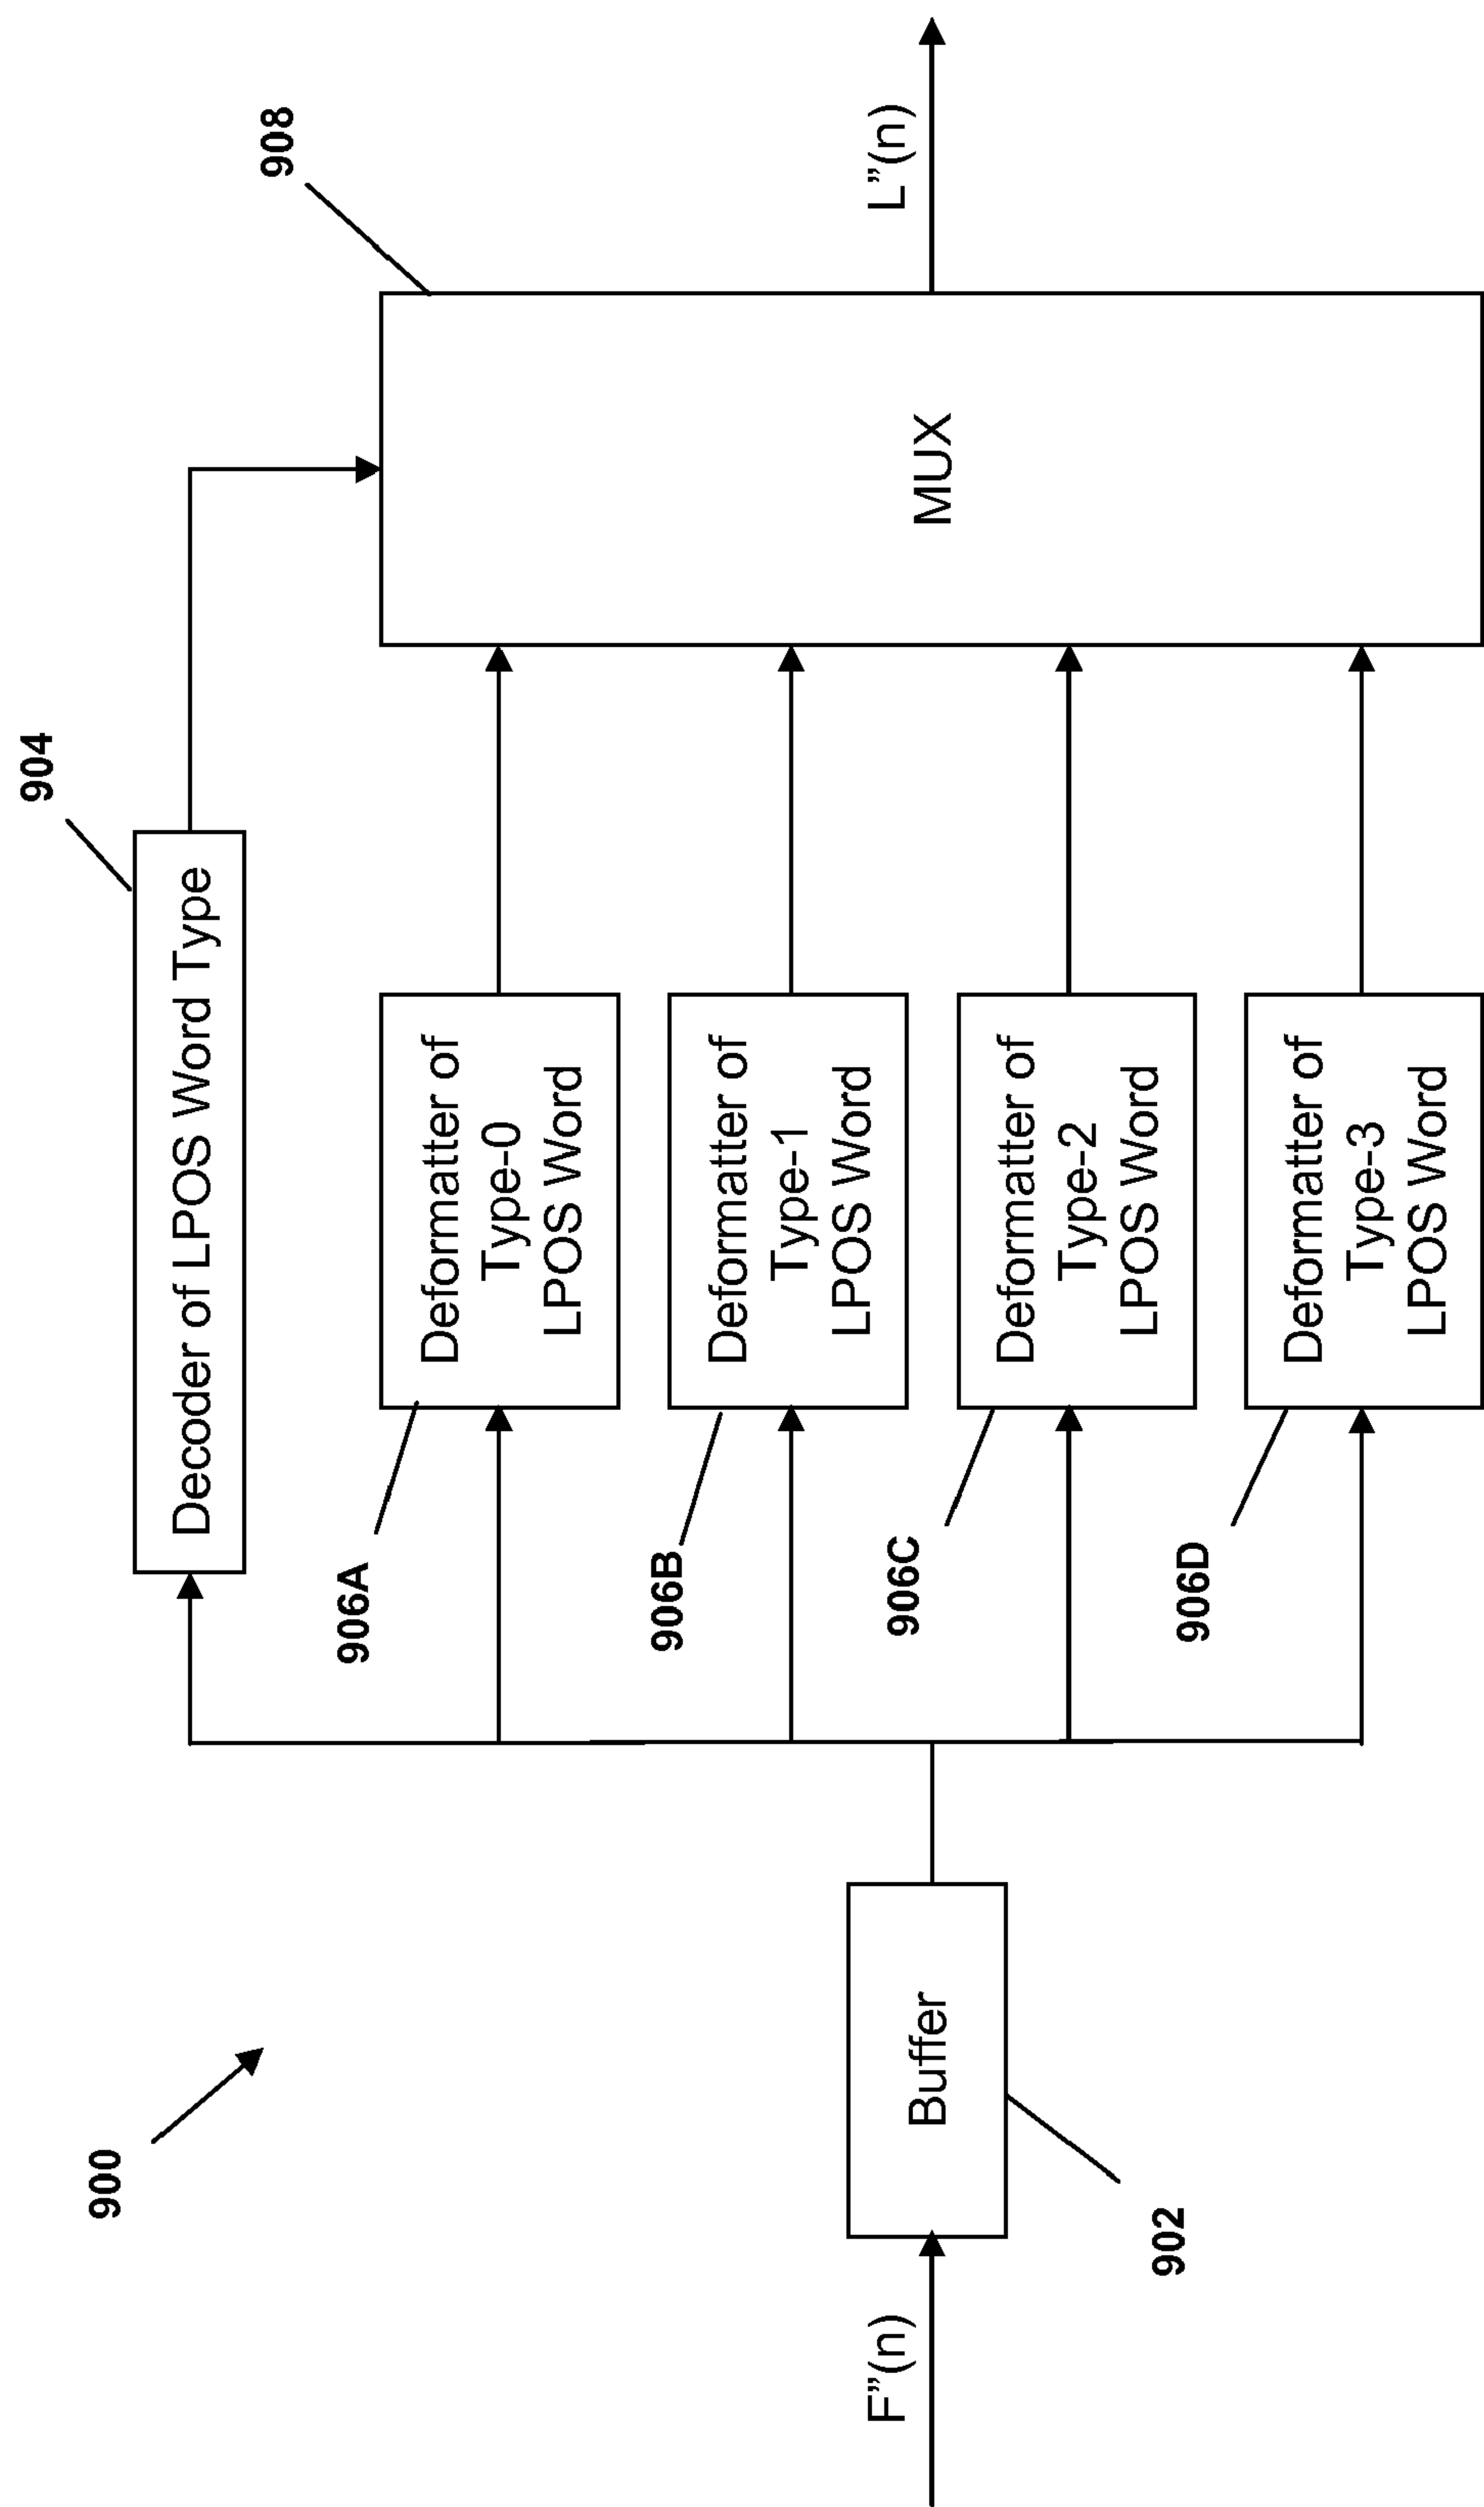 900
F”(n)
Buffer
902
904
Decoder of LPOS Word Type
906A
Deformatter of
Type-0
LPOS Word
906B
Deformatter of
Type-1
LPOS Word
906C
Deformatter of
Type-2
LPOS Word
906D
Deformatter of
Type-3
LPOS Word
908
MUX
L”(n)